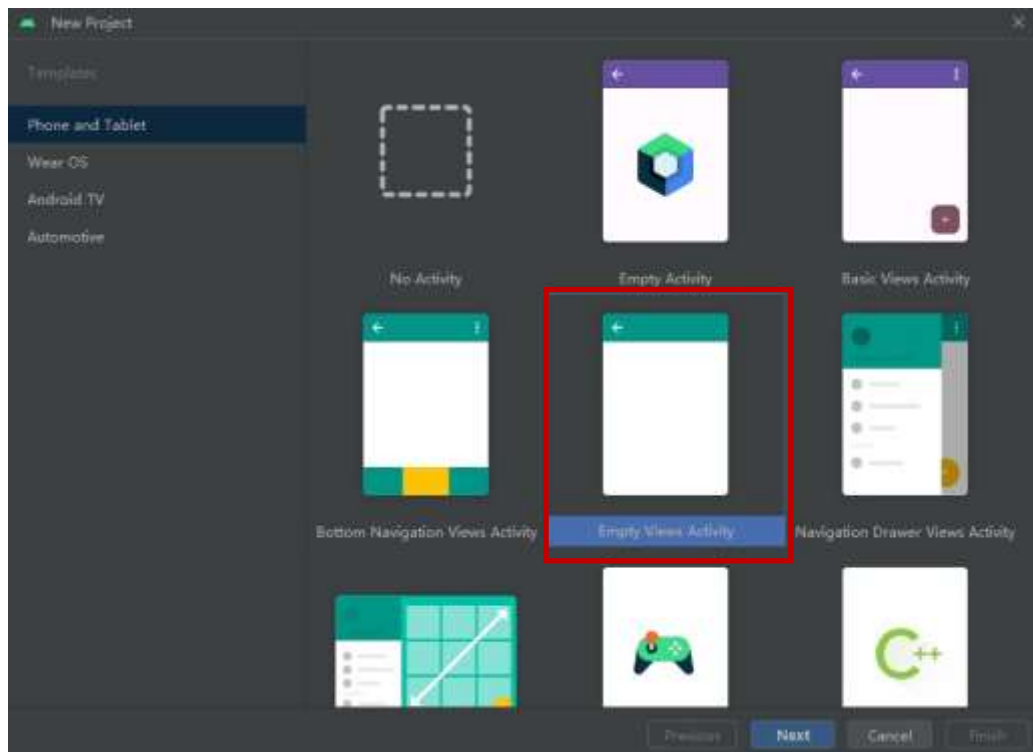 New Project
Templates
Phone and Tablet
Wear OS
Android TV
Automotive
No Activity
Empty Activity
Basic Views Activity
Bottom Navigation Views Activity
Empty Views Activity
Navigation Drawer Views Activity
C++
Previous
Next
Cancel
Finish